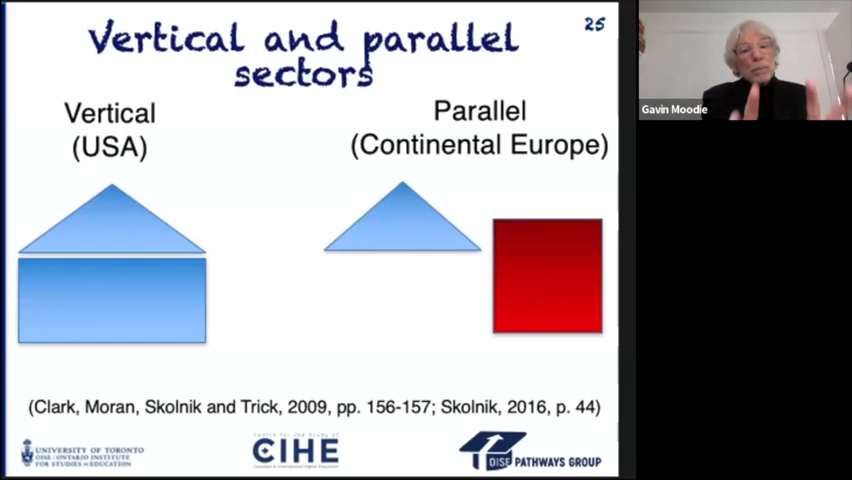 Vertical and parallel
sectors
25
Vertical
(USA)
Parallel
(Continental Europe)
(Clark, Moran, Skolnik and Trick, 2009, pp. 156-157; Skolnik, 2016, p. 44)
UNIVERSITY OF TORONTO
OISE | ONTARIO INSTITUTE
FOR STUDIES IN EDUCATION
Centre for the Study of
CIHE
Canadian & International Higher Education
OISE PATHWAYS GROUP
Gavin Moodie